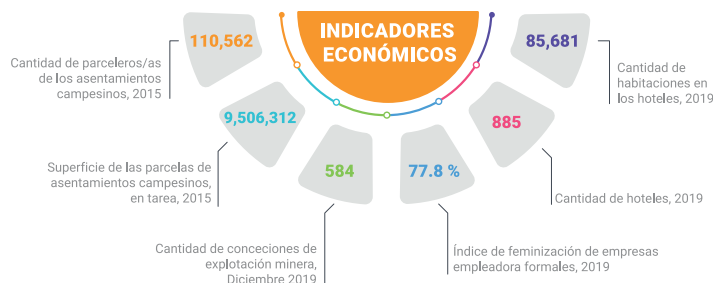 INDICADORES
ECONÓMICOS
110,562
Cantidad de parceleros/as
de los asentamientos
campesinos, 2015
9,506,312
Superficie de las parcelas de
asentamientos campesinos,
en tarea, 2015
584
Cantidad de conceciones de
explotación minera,
Diciembre 2019
77.8 %
Índice de feminización de empresas
empleadora formales, 2019
885
Cantidad de hoteles, 2019
85,681
Cantidad de
habitaciones en
los hoteles, 2019